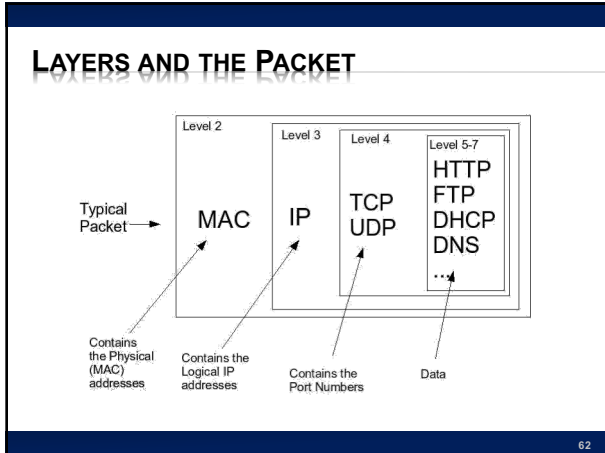 LAYERS AND THE PACKET
Level 2
Level 3
Level 4
Level 5-7
HTTP
FTP
DHCP
DNS
...
TCP
UDP
IP
MAC
Typical
Packet
Contains
the Physical
(MAC)
addresses
Contains the
Logical IP
addresses
Contains the
Port Numbers
Data
62